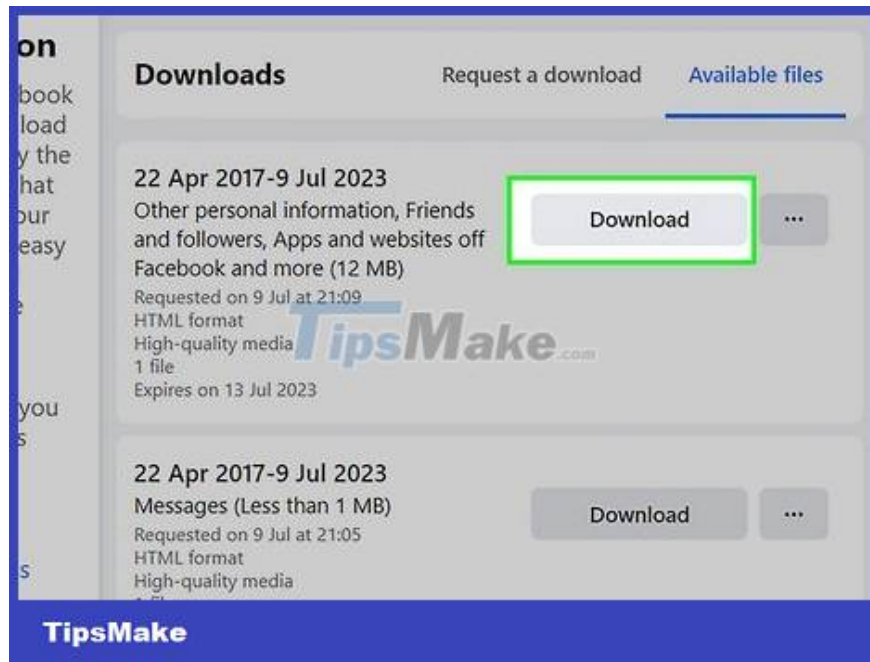 on
book
load
y the
hat
our
easy
you
s
s
Downloads
Request a download
Available files
22 Apr 2017-9 Jul 2023
Other personal information, Friends
and followers, Apps and websites off
Facebook and more (12 MB)
Requested on 9 Jul at 21:09
HTML format
High-quality media
1 file
Expires on 13 Jul 2023
Download
...
TipsMake.com
22 Apr 2017-9 Jul 2023
Messages (Less than 1 MB)
Requested on 9 Jul at 21:05
HTML format
High-quality media
Download
...
TipsMake